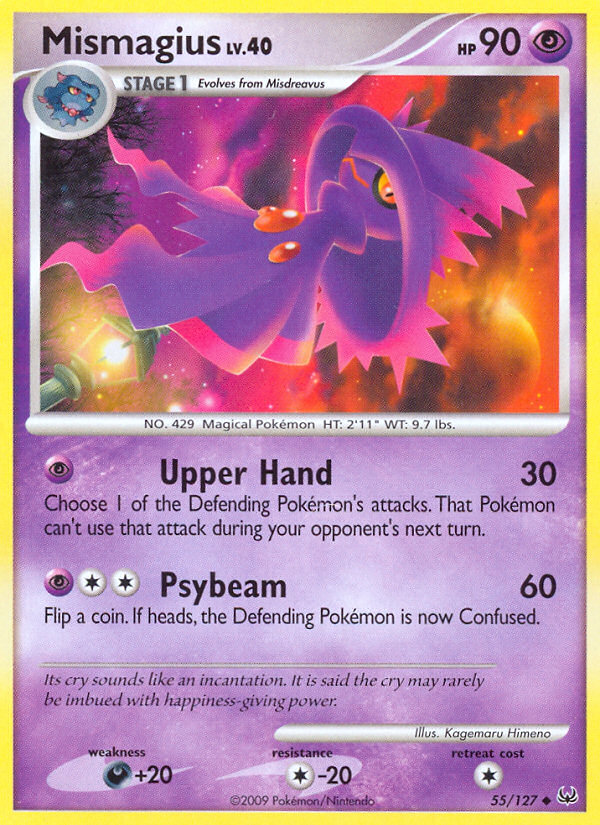 Mismagius LV.40 HP 90
STAGE 1 Evolves from Misdreavus
NO. 429 Magical Pokémon HT: 2'11" WT: 9.7 lbs.
Upper Hand 30
Choose 1 of the Defending Pokémon's attacks. That Pokémon
can't use that attack during your opponent's next turn.
Psybeam 60
Flip a coin. If heads, the Defending Pokémon is now Confused.
Its cry sounds like an incantation. It is said the cry may rarely
be imbued with happiness-giving power.
Illus. Kagemaru Himeno
weakness resistance retreat cost
+20 -20
©2009 Pokémon/Nintendo 55/127